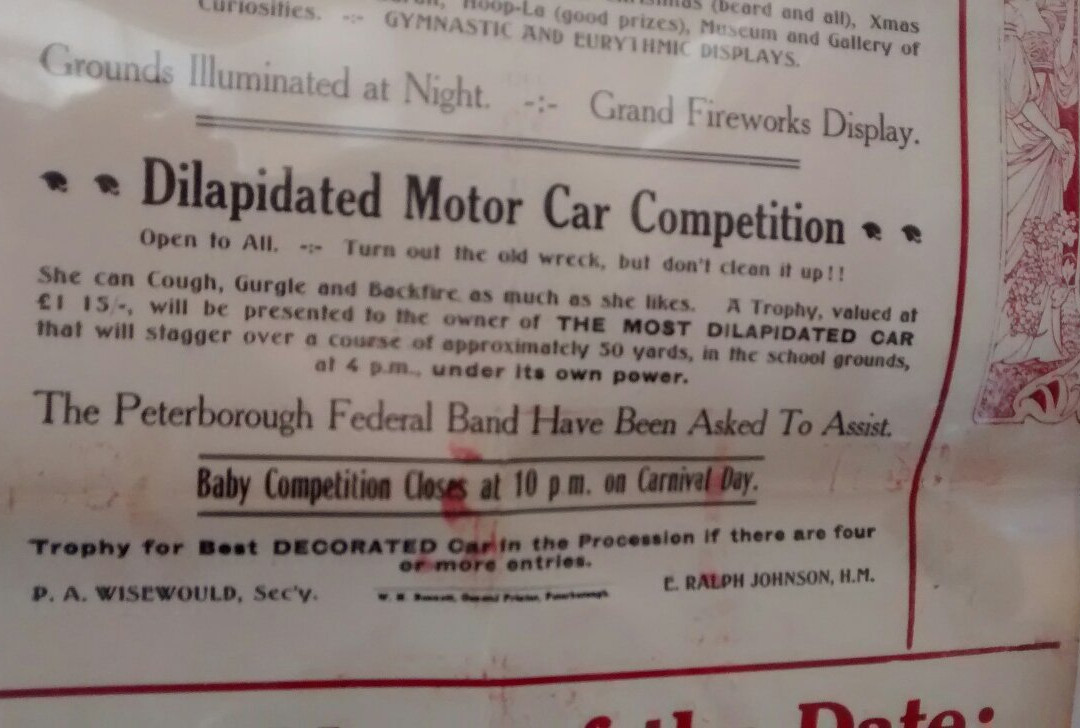 (beard and all), Xmas
Curiosities. -:- Hoop-La (good prizes), Museum and Gallery of
GYMNASTIC AND EURYTHMIC DISPLAYS.
Grounds Illuminated at Night. -:- Grand Fireworks Display.
Dilapidated Motor Car Competition
Open to All. -:- Turn out the old wreck, but don't clean it up!!
She can Cough, Gurgle and Backfire as much as she likes. A Trophy, valued at
£1 15/-, will be presented to the owner of THE MOST DILAPIDATED CAR
that will stagger over a course of approximately 50 yards, in the school grounds,
at 4 p.m., under its own power.
The Peterborough Federal Band Have Been Asked To Assist.
Baby Competition Closes at 10 p m. on Carnival Day.
Trophy for Best DECORATED Car in the Procession if there are four
or more entries.
P. A. WISEWOULD, Sec'y.
E. RALPH JOHNSON, H.M.
the Date: